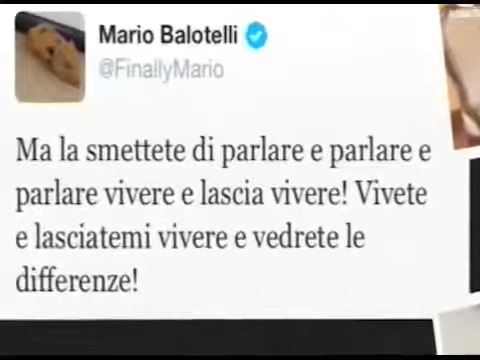 Mario Balotelli
@FinallyMario
Ma la smettete di parlare e parlare e
parlare vivere e lascia vivere! Vivete
e lasciatemi vivere e vedrete le
differenze!